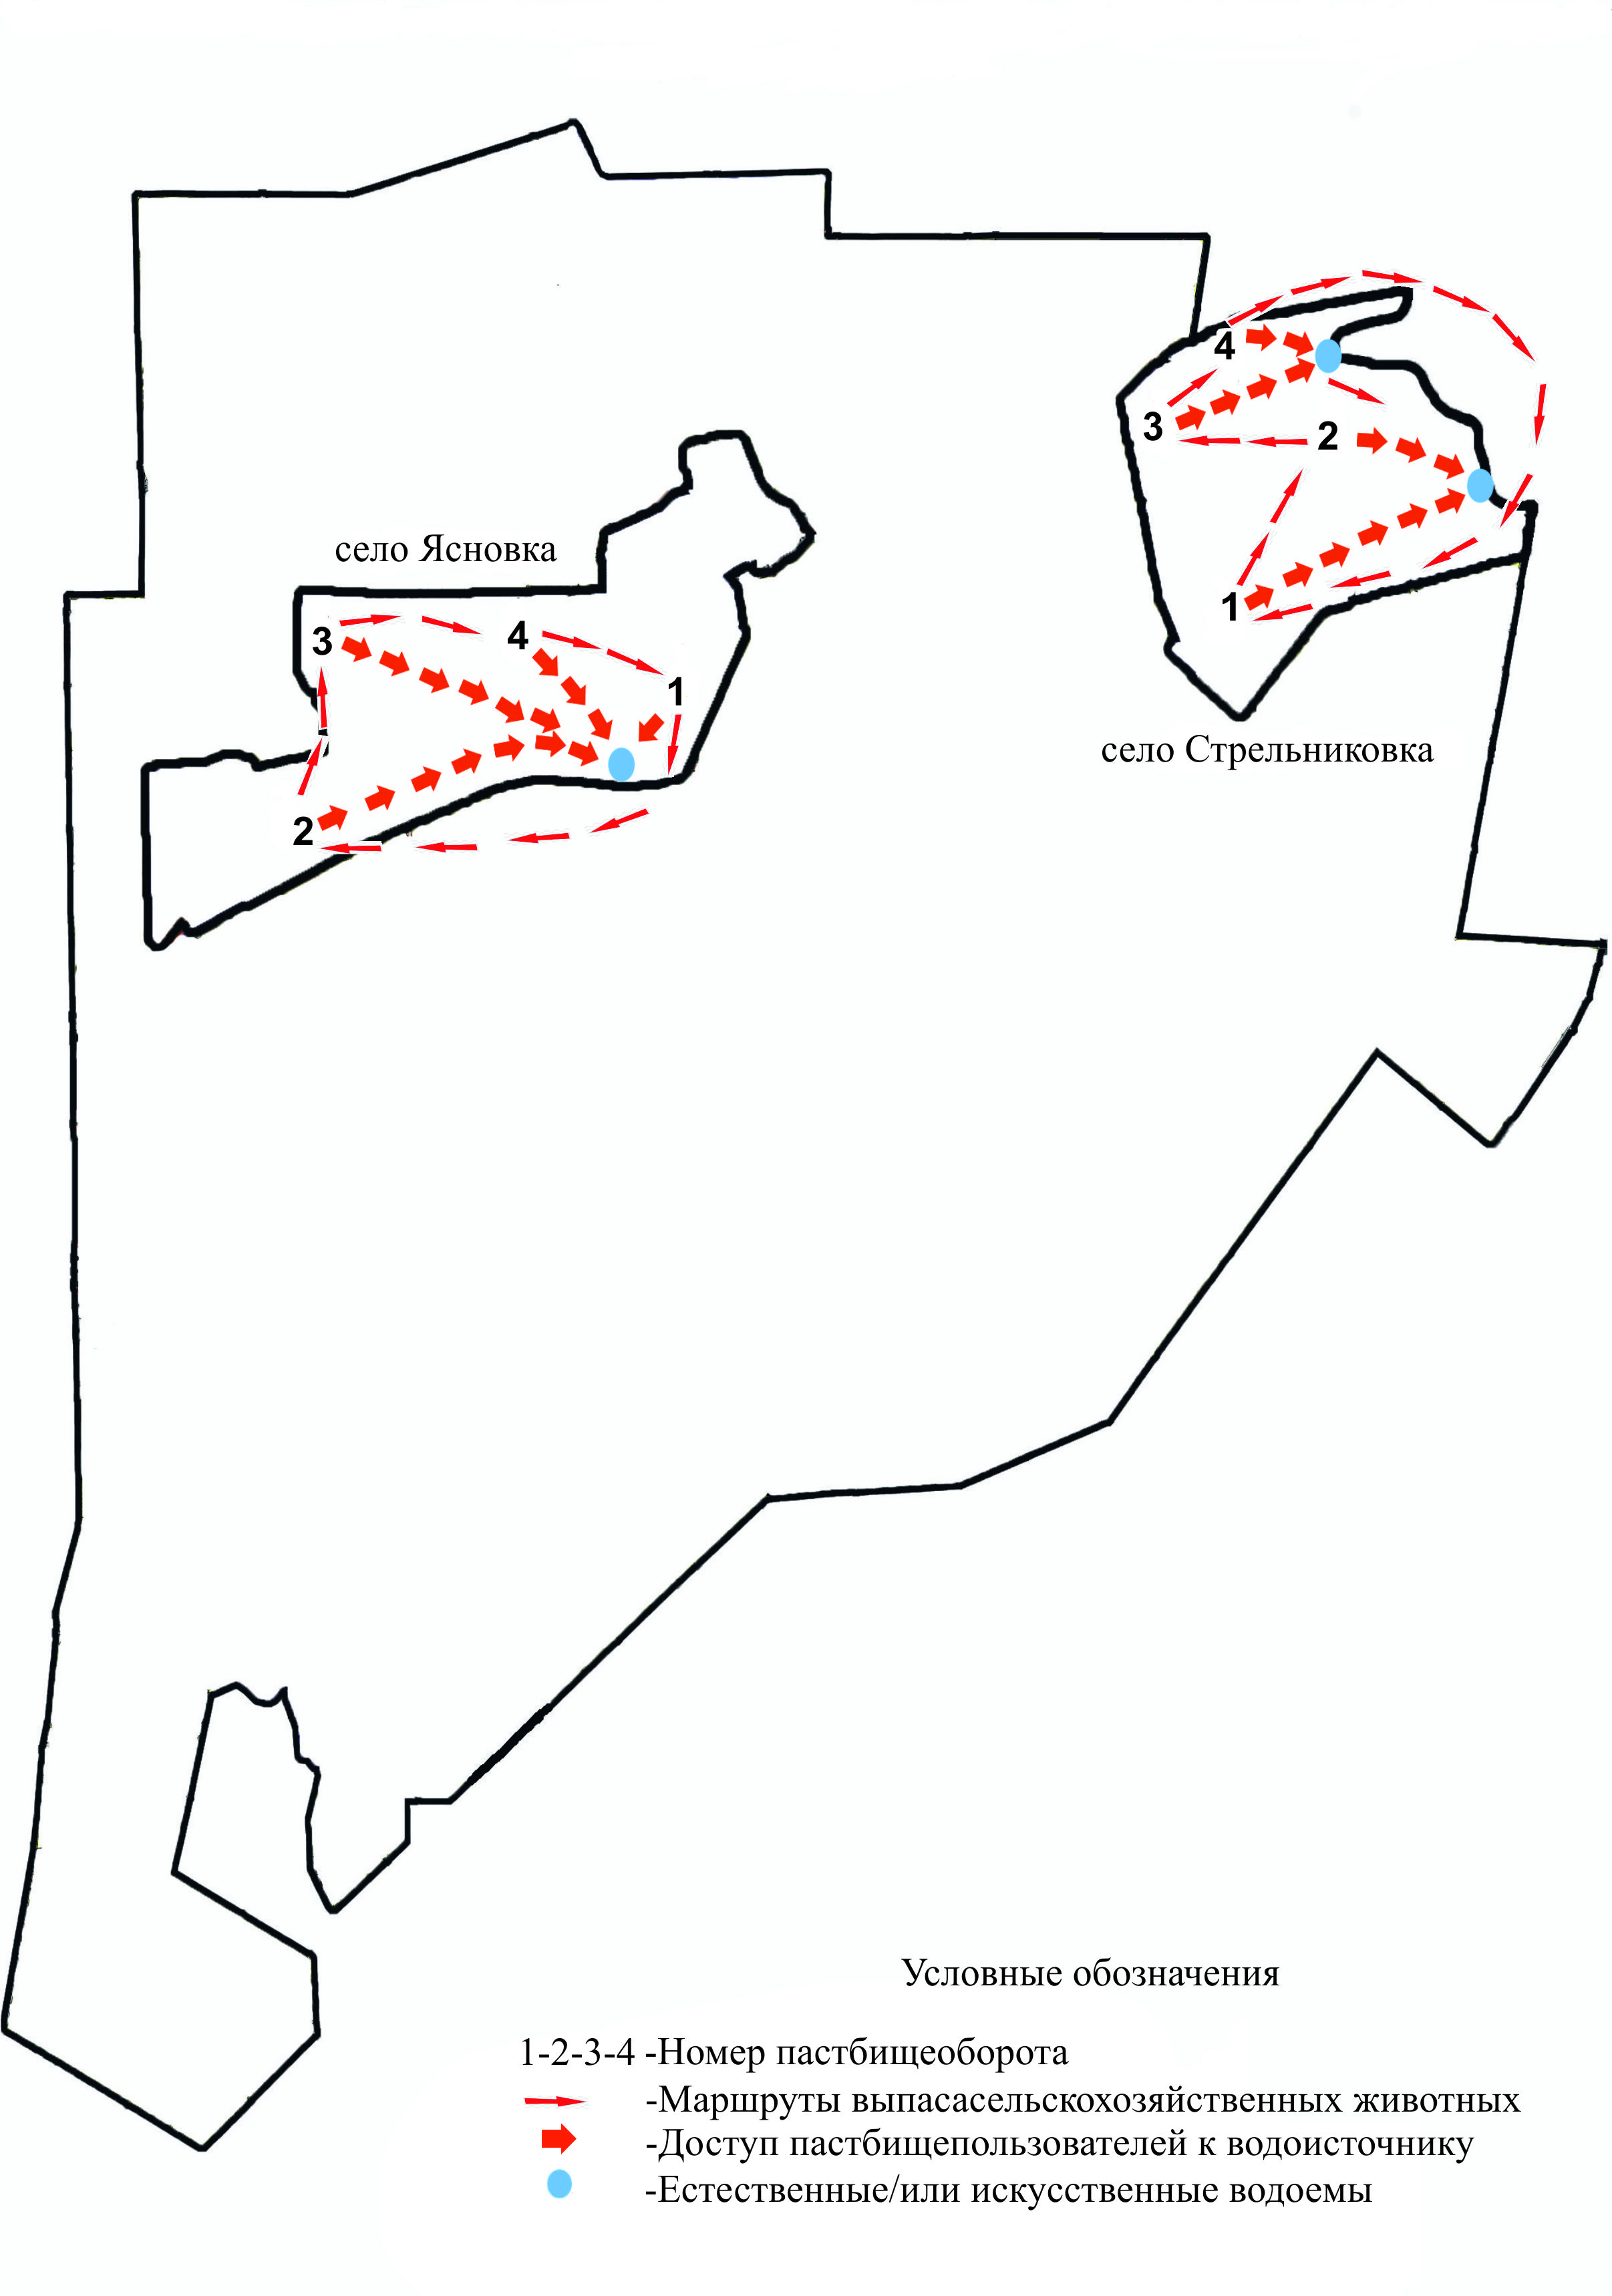 4
3
2
село Ясновка
1
3
4
1
село Стрельниковка
2
Условные обозначения
1-2-3-4 -Номер пастбищеоборота
-Маршруты выпасасельскохозяйственных животных
-Доступ пастбищепользователей к водоисточнику
-Естественные/или искусственные водоемы